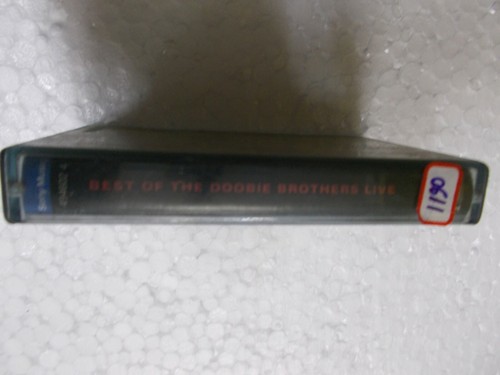 BEST OF THE DOOBIE BROTHERS LIVE
1190